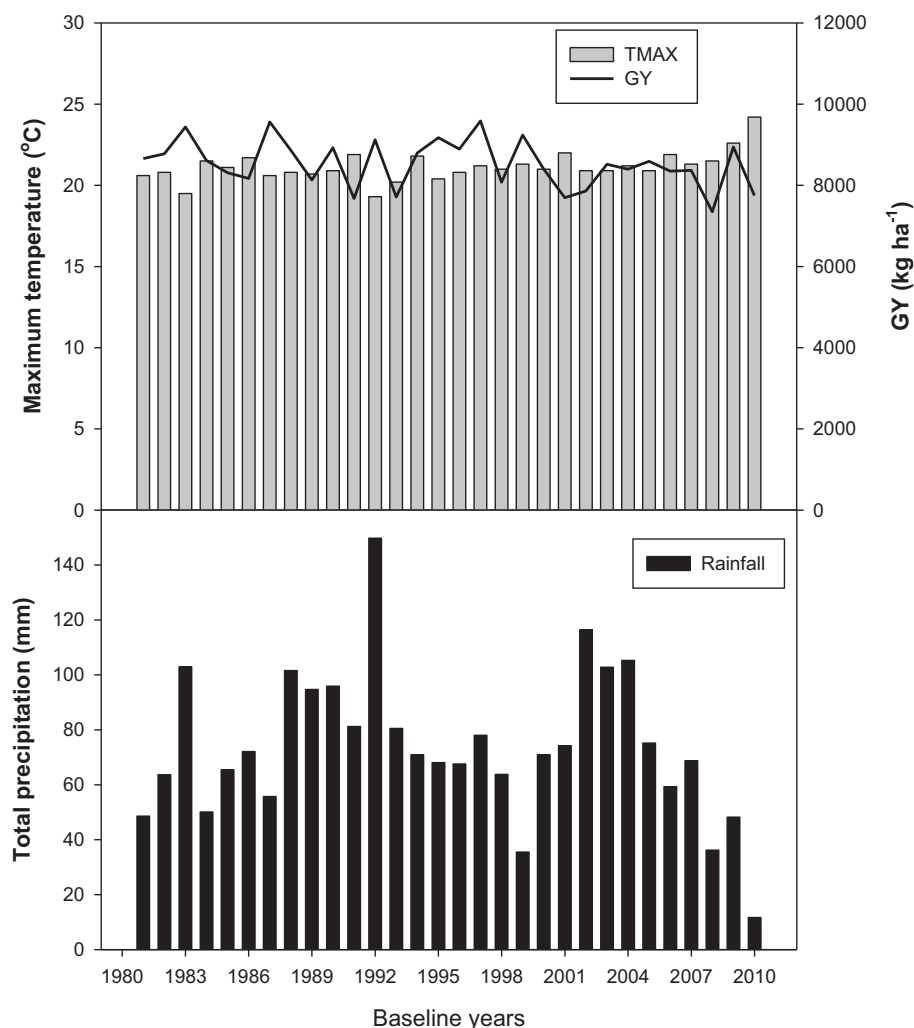 30
25
20
15
10
5
0
Maximum temperature (°C)
TMAX
GY
12000
10000
8000
6000
4000
2000
0
GY (kg ha-1)
140
120
100
80
60
40
20
0
Total precipitation (mm)
Rainfall
1980 1983 1986 1989 1992 1995 1998 2001 2004 2007 2010
Baseline years